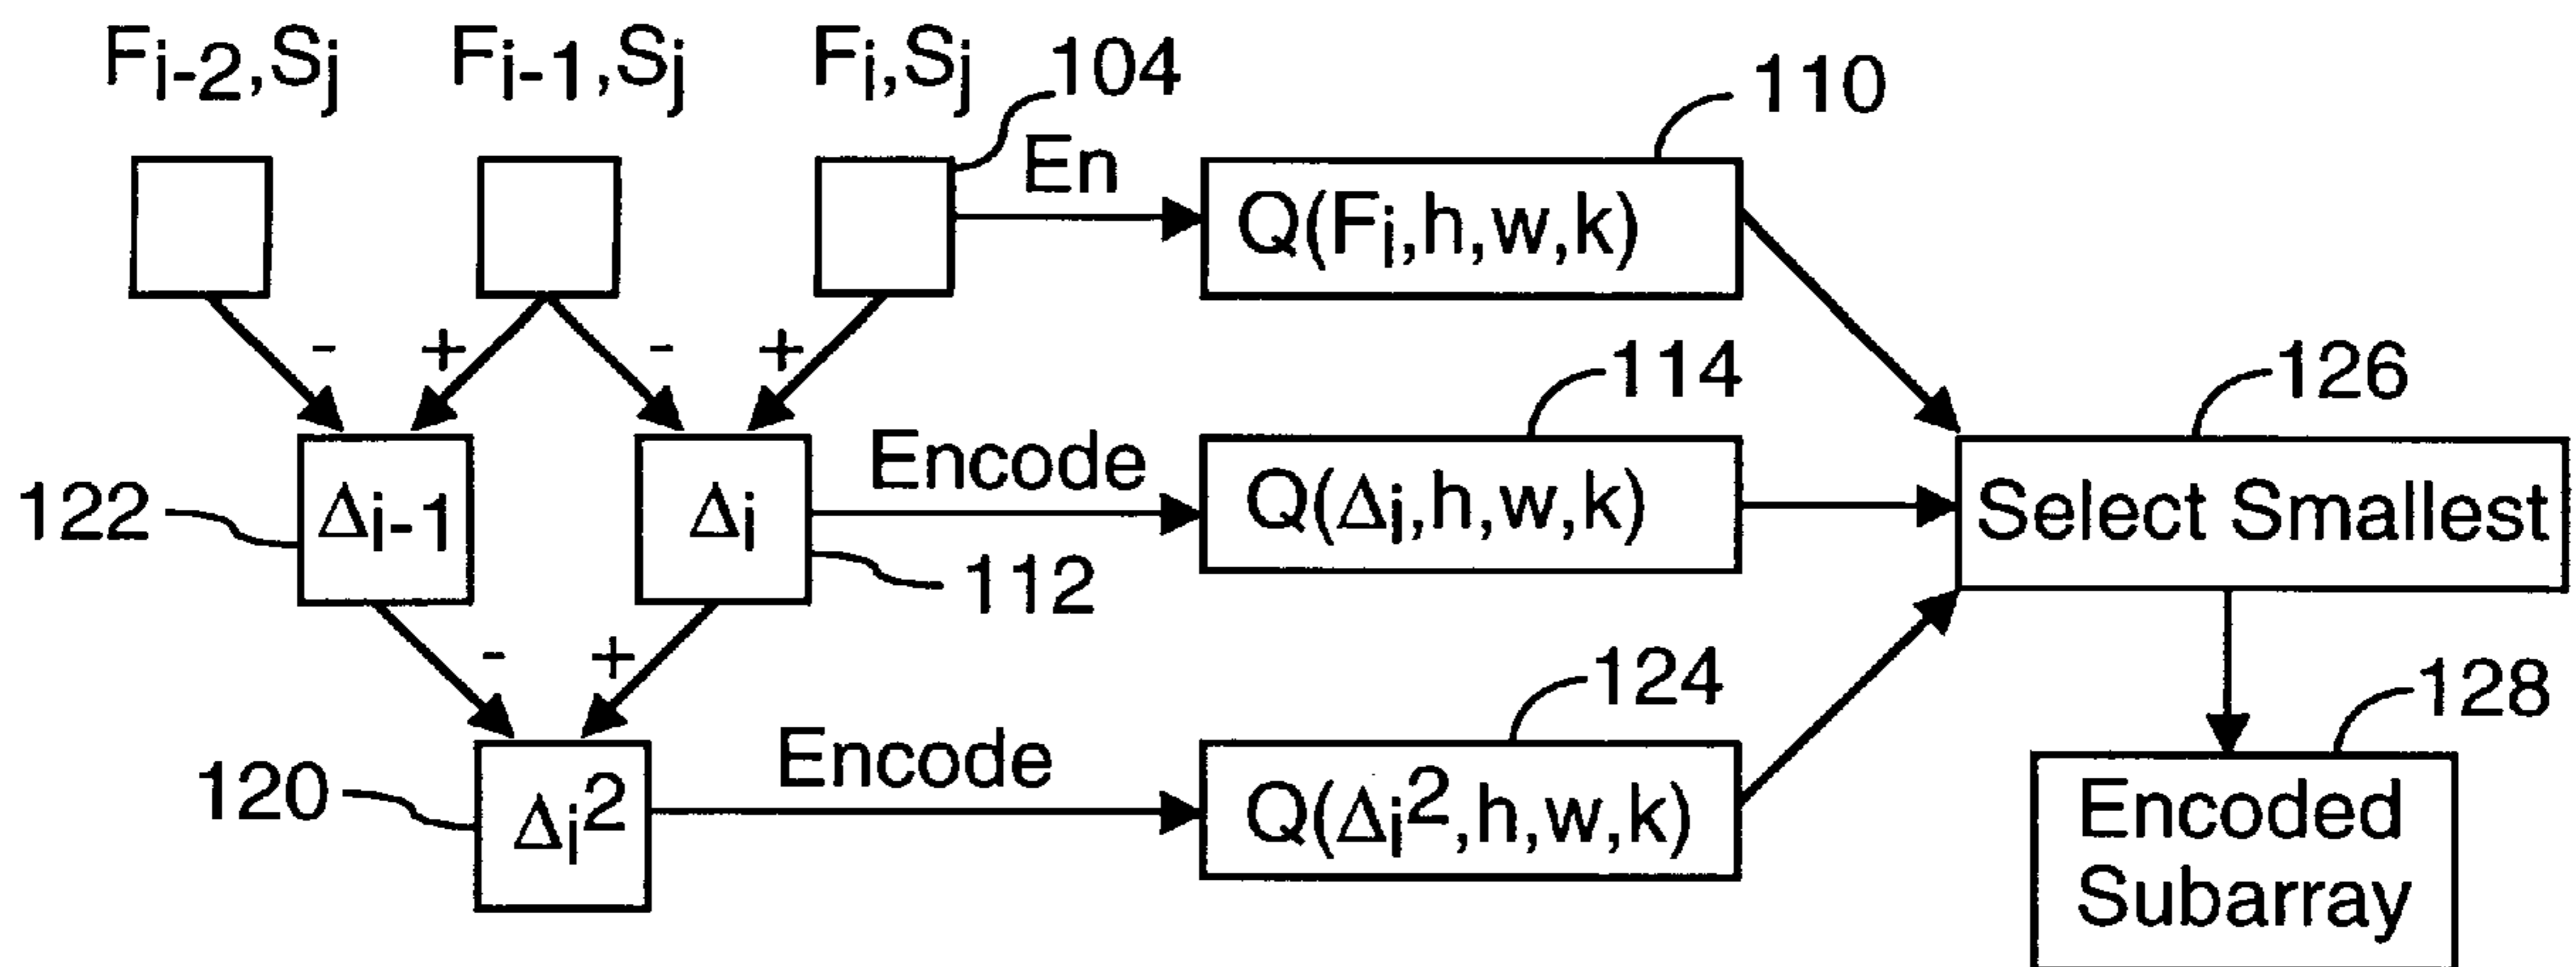 Fi-2,Sj Fi-1,Sj Fi,Sj 104 110
En
Q(Fi,h,w,k)
- + - +
114 126
122 Δi-1 Δi Encode Q(Δi,h,w,k) Select Smallest
112
- +
124 128
120 Δi2 Encode Q(Δi2,h,w,k) Encoded
Subarray